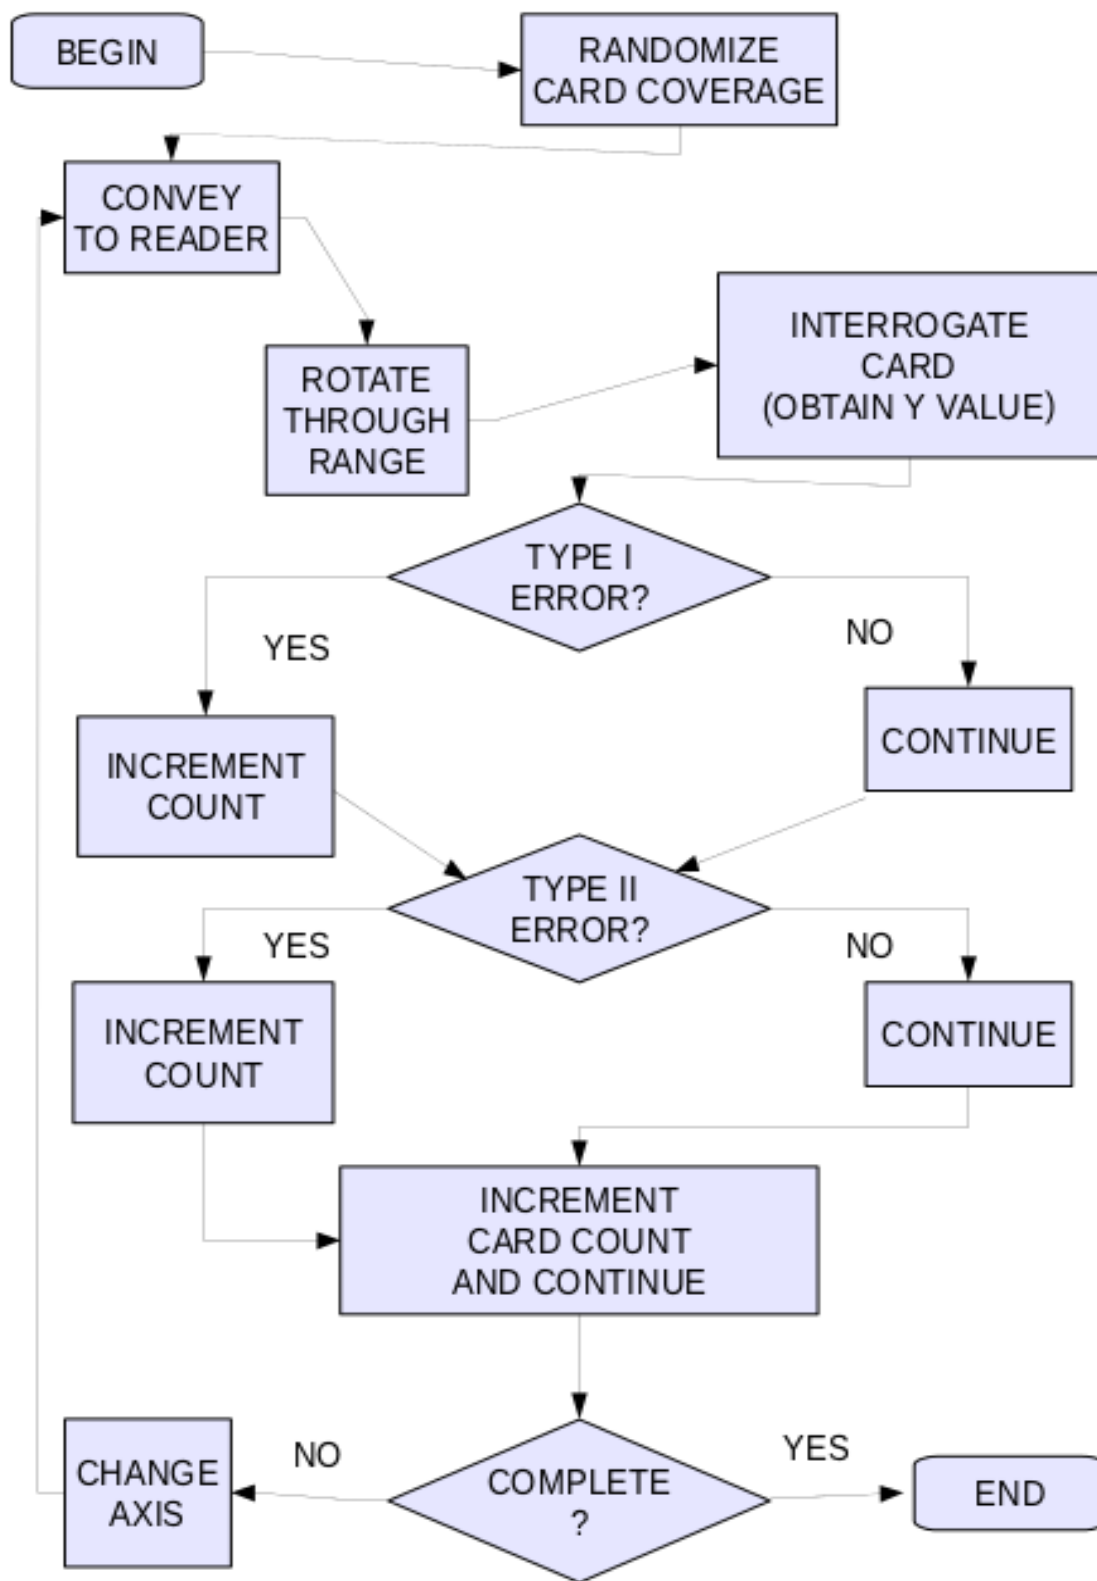 BEGIN
RANDOMIZE
CARD COVERAGE
CONVEY
TO READER
ROTATE
THROUGH
RANGE
INTERROGATE
CARD
(OBTAIN Y VALUE)
TYPE I
ERROR?
YES
NO
INCREMENT
COUNT
CONTINUE
TYPE II
ERROR?
YES
NO
INCREMENT
COUNT
CONTINUE
INCREMENT
CARD COUNT
AND CONTINUE
COMPLETE
?
NO
YES
CHANGE
AXIS
END